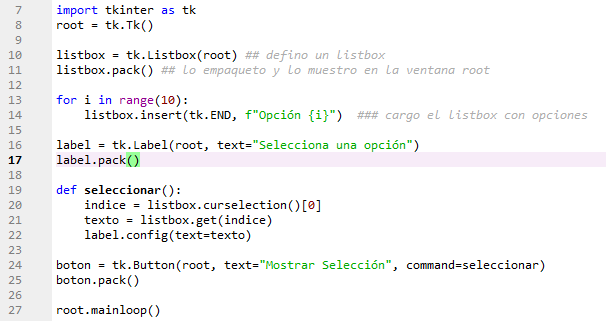 7 import tkinter as tk
8 root = tk.Tk()
9
10 listbox = tk.Listbox(root) ## defino un listbox
11 listbox.pack() ## lo empaqueto y lo muestro en la ventana root
12
13 for i in range(10):
14     listbox.insert(tk.END, f"Opción {i}")  ### cargo el listbox con opciones
15
16 label = tk.Label(root, text="Selecciona una opción")
17 label.pack()
18
19 def seleccionar():
20     indice = listbox.curselection()[0]
21     texto = listbox.get(indice)
22     label.config(text=texto)
23
24 boton = tk.Button(root, text="Mostrar Selección", command=seleccionar)
25 boton.pack()
26
27 root.mainloop()